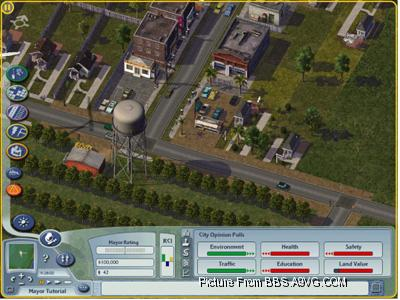 City Opinion Polls
Mayor Rating
RCI
Environment
Health
Safety
$100,000
Traffic
Education
Land Value
42
Mayor Tutorial
Picture From BBS.A9VG.COM